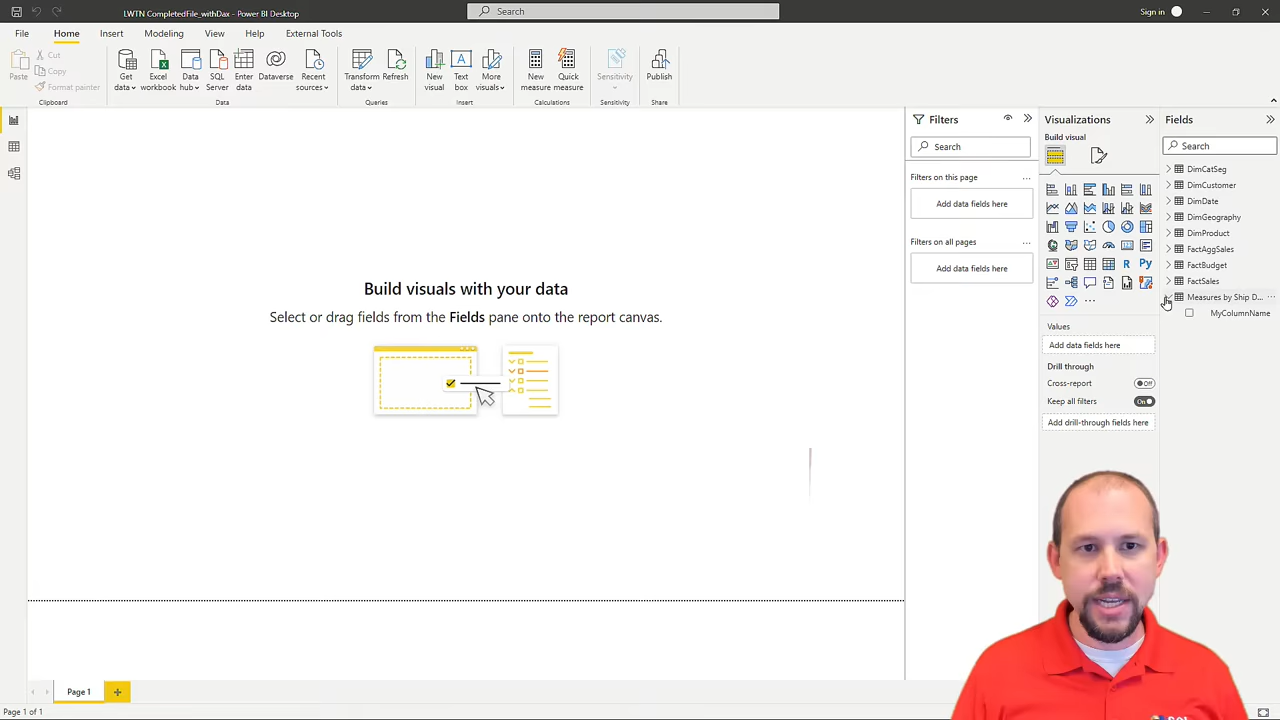 LWTN CompletedFile_withDax - Power BI Desktop
Search
Sign in
File
Home
Insert
Modeling
View
Help
External Tools
Paste
Cut
Copy
Format painter
Clipboard
Get data
Excel workbook
Data hub
SQL Server
Enter data
Dataverse
Recent sources
Data
Transform data
Refresh
Queries
New visual
Text box
More visuals
Insert
New measure
Quick measure
Calculations
Sensitivity
Sensitivity
Publish
Share
Build visuals with your data
Select or drag fields from the Fields pane onto the report canvas.
Filters
Search
Filters on this page
...
Add data fields here
Filters on all pages
...
Add data fields here
Visualizations
Build visual
R
Py
...
Values
Add data fields here
Drill through
Cross-report
Off
Keep all filters
On
Add drill-through fields here
Fields
Search
DimCatSeg
DimCustomer
DimDate
DimGeography
DimProduct
FactAggSales
FactBudget
FactSales
Measures by Ship D...
...
MyColumnName
Page 1
Page 1 of 1